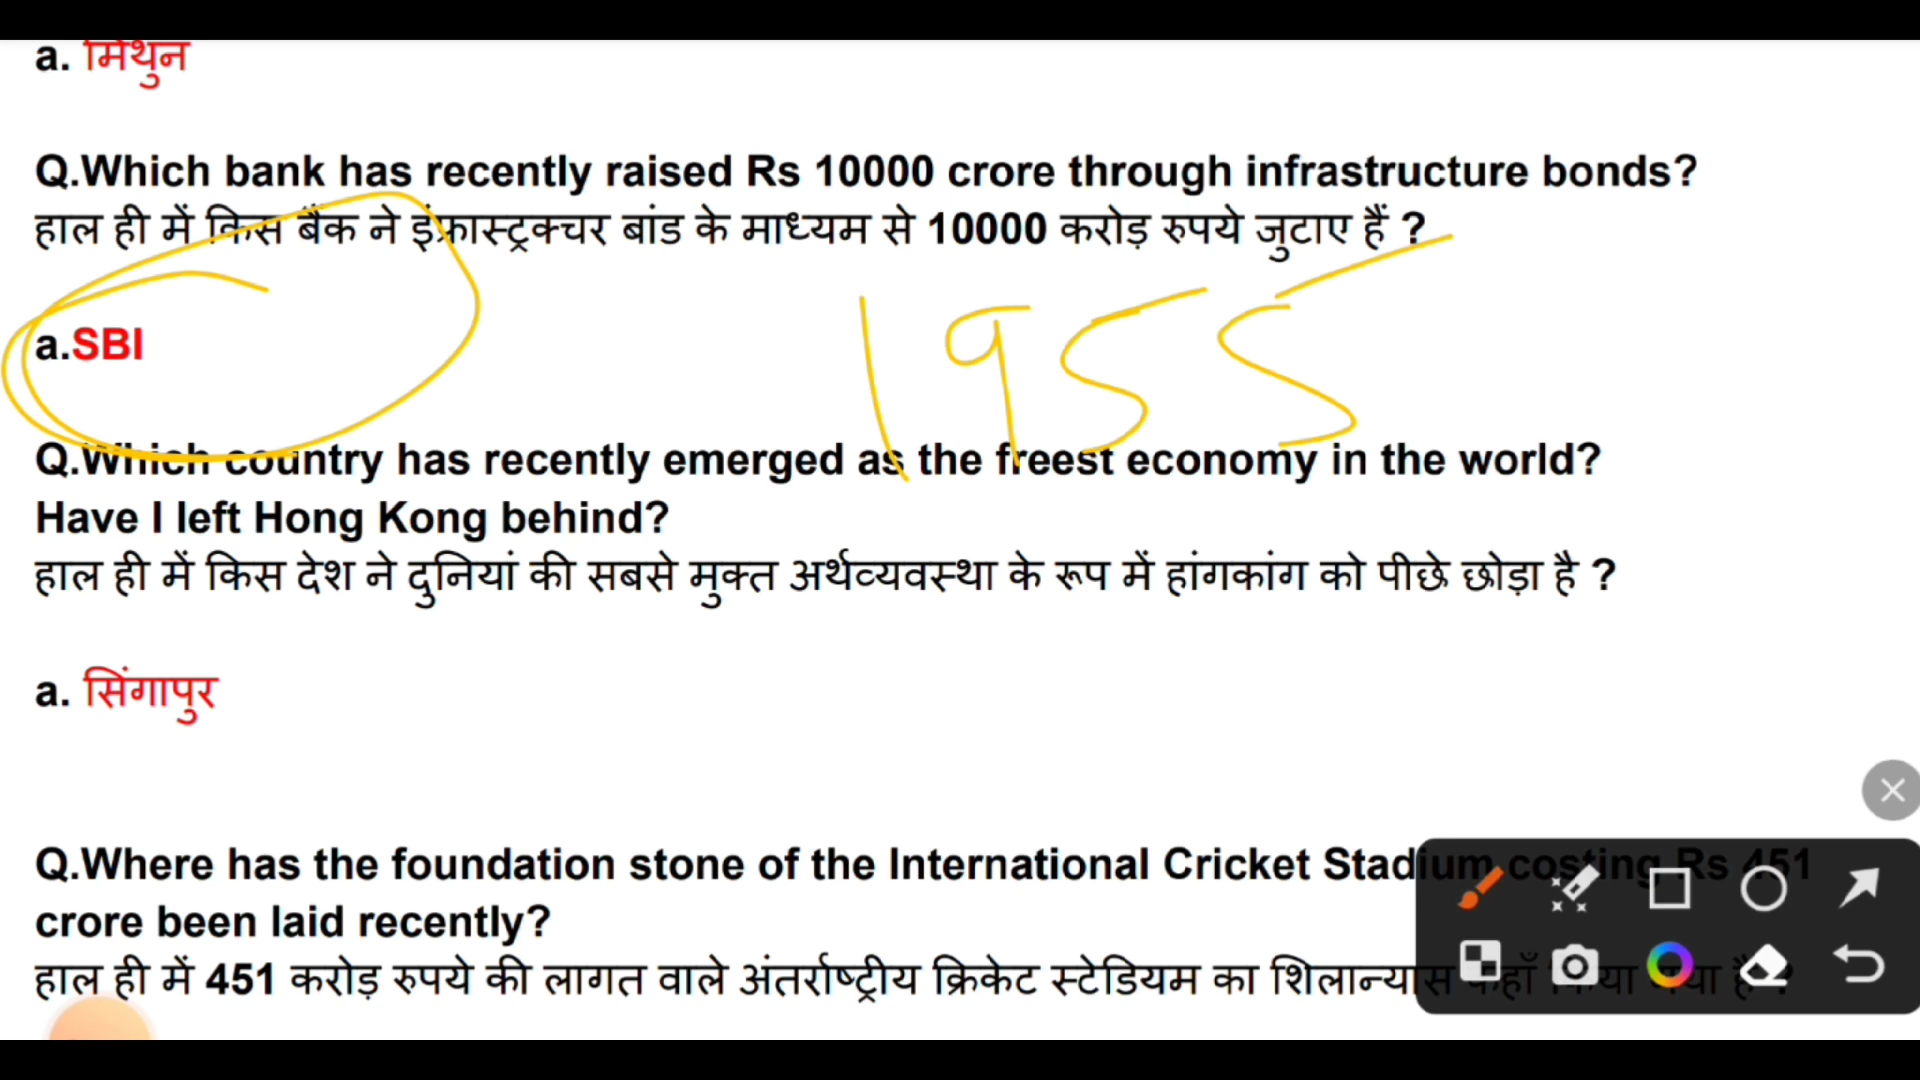 a. मिथुन
Q.Which bank has recently raised Rs 10000 crore through infrastructure bonds?
हाल ही में किस बैंक ने इंफ्रास्ट्रक्चर बांड के माध्यम से 10000 करोड़ रुपये जुटाए हैं ?
1955
a.SBI
Q.Which country has recently emerged as the freest economy in the world?
Have I left Hong Kong behind?
हाल ही में किस देश ने दुनियां की सबसे मुक्त अर्थव्यवस्था के रूप में हांगकांग को पीछे छोड़ा है ?
a. सिंगापुर
Q.Where has the foundation stone of the International Cricket Stadium costing Rs 451
crore been laid recently?
हाल ही में 451 करोड़ रुपये की लागत वाले अंतर्राष्ट्रीय क्रिकेट स्टेडियम का शिलान्यास कहाँ किया गया है ?